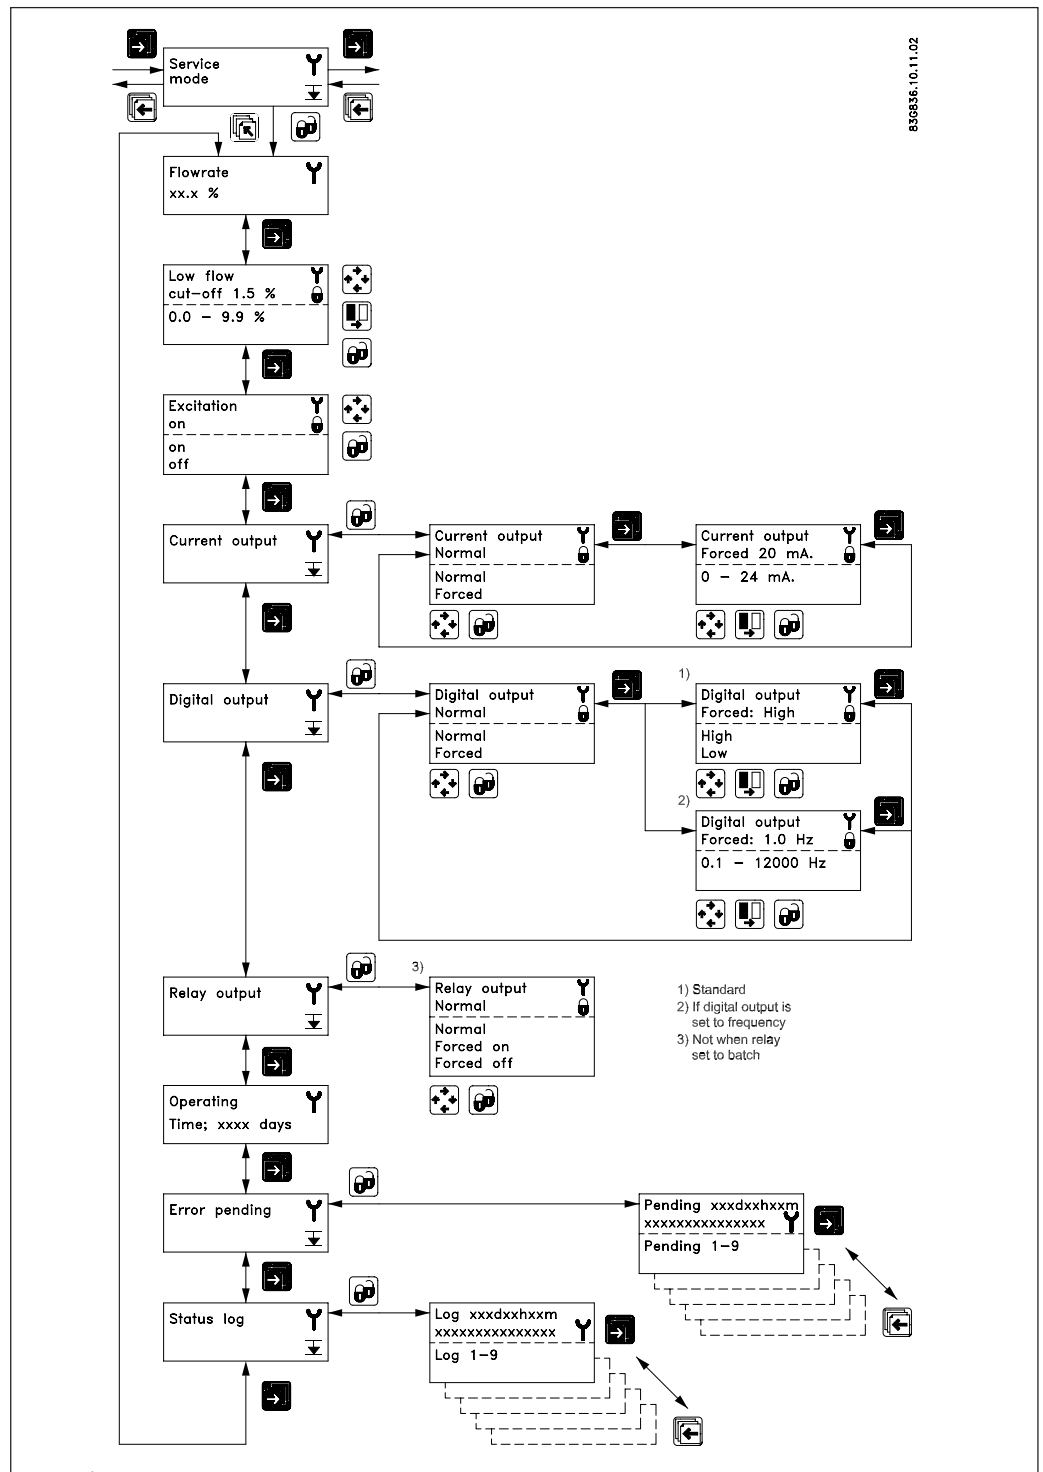 83G836.10.11.02
Service
mode
Flowrate
xx.x %
Low flow
cut-off 1.5 %
0.0 - 9.9 %
Excitation
on
on
off
Current output
Current output
Normal
Normal
Forced
Current output
Forced 20 mA.
0 - 24 mA.
Digital output
Digital output
Normal
Normal
Forced
1)
Digital output
Forced: High
High
Low
2)
Digital output
Forced: 1.0 Hz
0.1 - 12000 Hz
Relay output
3)
Relay output
Normal
Normal
Forced on
Forced off
1) Standard
2) If digital output is
set to frequency
3) Not when relay
set to batch
Operating
Time; xxxx days
Error pending
Pending xxxdxxhxxm
xxxxxxxxxxxxxxx
Pending 1-9
Status log
Log xxxdxxhxxm
xxxxxxxxxxxxxxx
Log 1-9